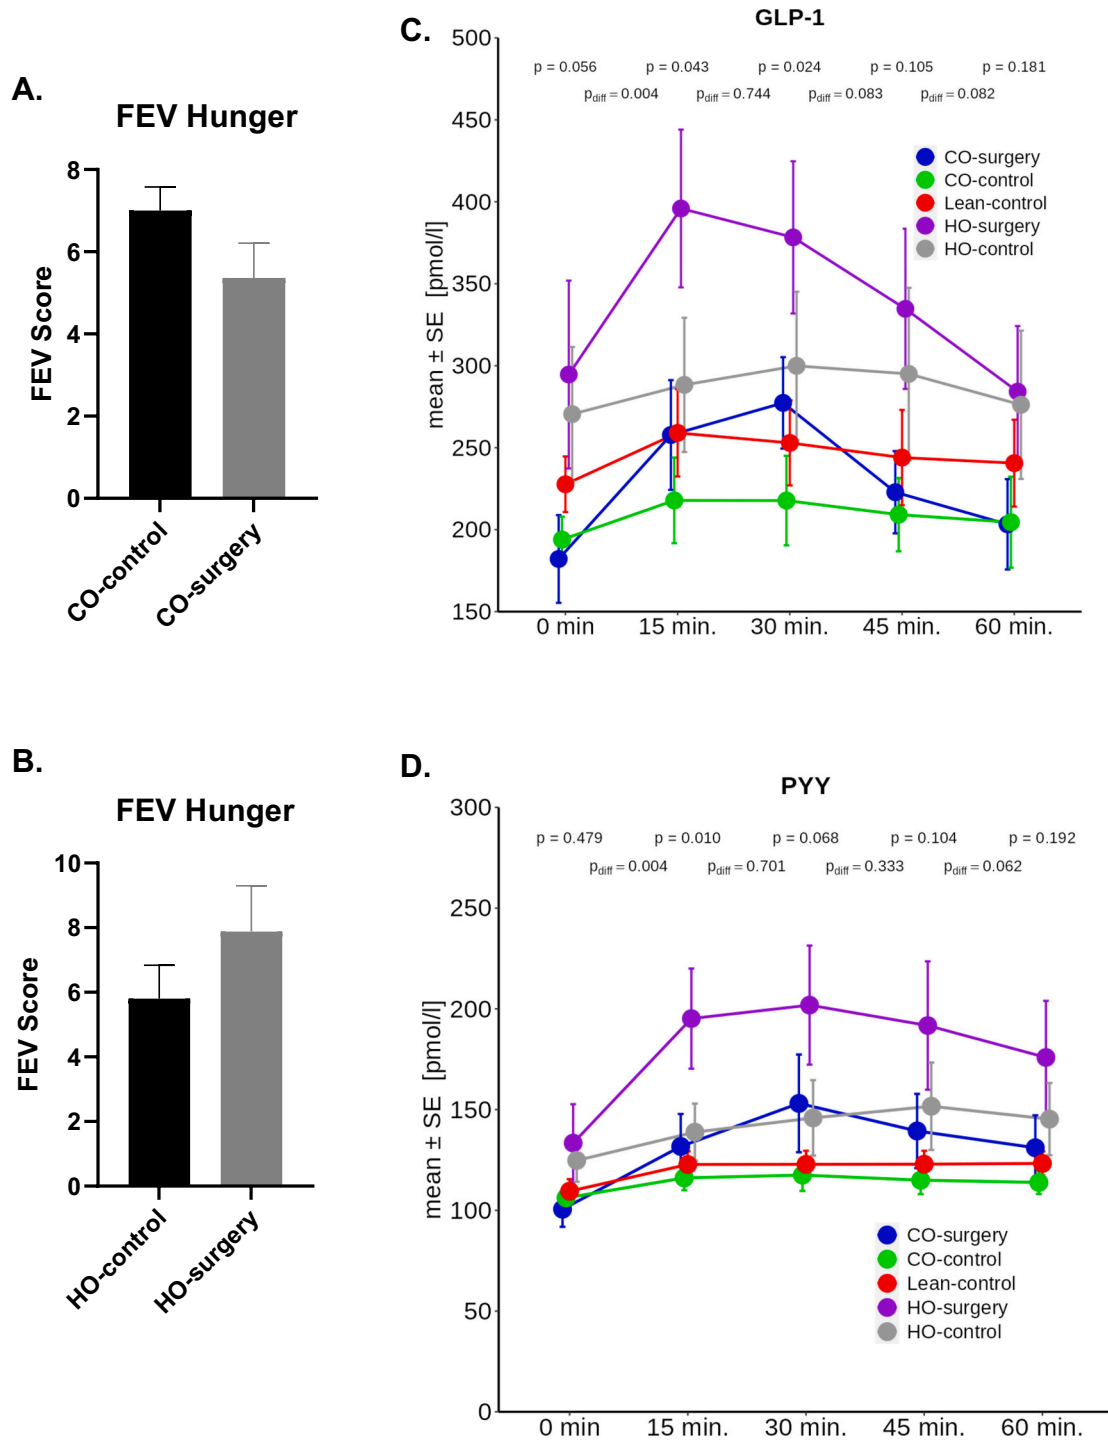 A.
FEV Hunger
FEV Score
8
6
4
2
0
CO-control
CO-surgery
B.
FEV Hunger
FEV Score
10
8
6
4
2
0
HO-control
HO-surgery
C.
GLP-1
mean ± SE [pmol/l]
500
450
400
350
300
250
200
150
p = 0.056 p = 0.043 p = 0.024 p = 0.105 p = 0.181
pdiff = 0.004 pdiff = 0.744 pdiff = 0.083 pdiff = 0.082
CO-surgery
CO-control
Lean-control
HO-surgery
HO-control
0 min 15 min. 30 min. 45 min. 60 min.
D.
PYY
mean ± SE [pmol/l]
300
250
200
150
100
50
0
p = 0.479 p = 0.010 p = 0.068 p = 0.104 p = 0.192
pdiff = 0.004 pdiff = 0.701 pdiff = 0.333 pdiff = 0.062
CO-surgery
CO-control
Lean-control
HO-surgery
HO-control
0 min 15 min. 30 min. 45 min. 60 min.